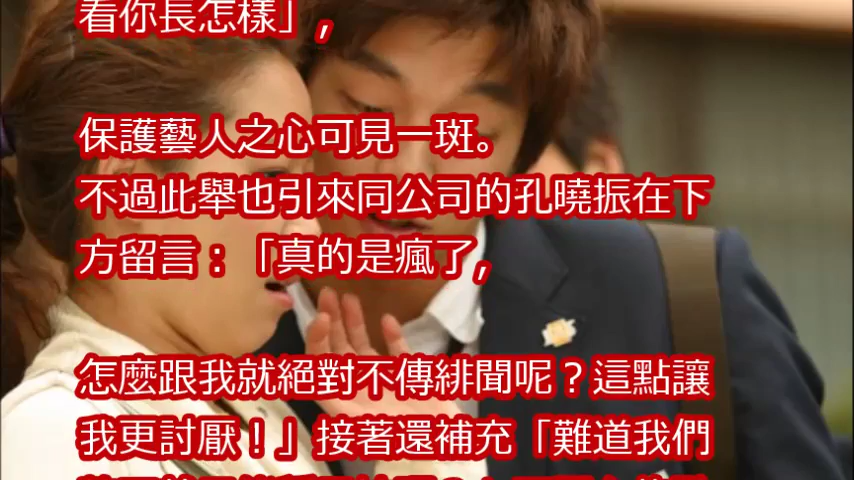 看你長怎樣」，
保護藝人之心可見一斑。
不過此舉也引來同公司的孔曉振在下
方留言：「真的是瘋了，
怎麼跟我就絕對不傳緋聞呢？這點讓
我更討厭！」接著還補充「難道我們